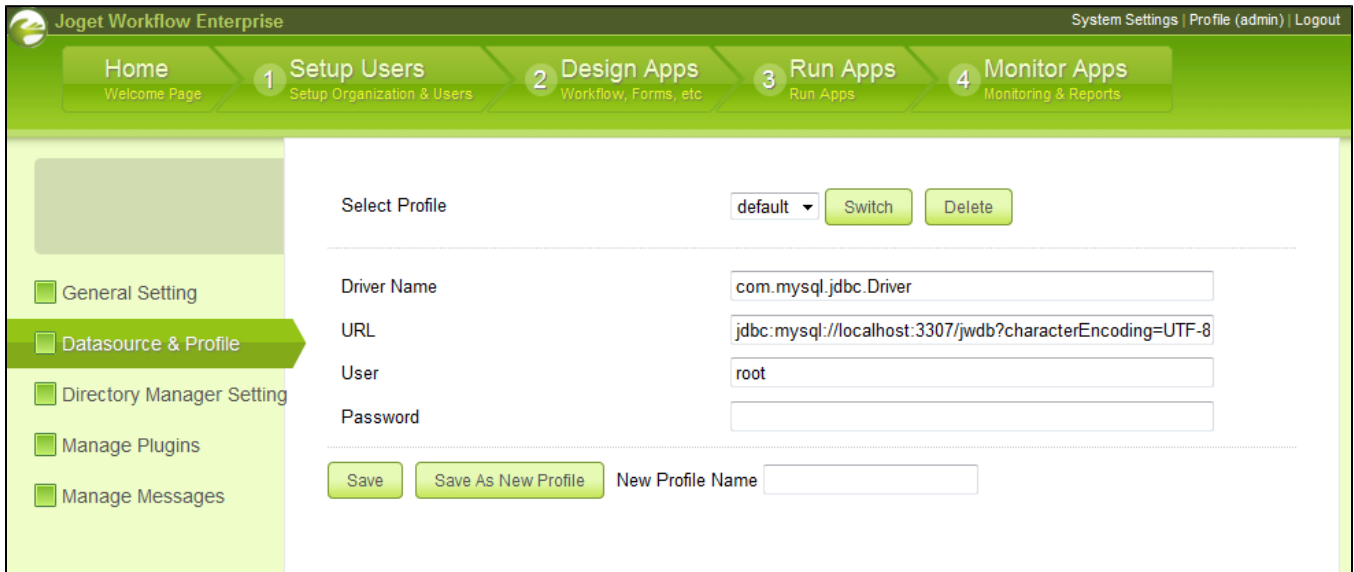 Joget Workflow Enterprise
System Settings | Profile (admin) | Logout
Home
Welcome Page
1 Setup Users
Setup Organization & Users
2 Design Apps
Workflow, Forms, etc
3 Run Apps
Run Apps
4 Monitor Apps
Monitoring & Reports
General Setting
Datasource & Profile
Directory Manager Setting
Manage Plugins
Manage Messages
Select Profile default Switch Delete
Driver Name com.mysql.jdbc.Driver
URL jdbc:mysql://localhost:3307/jwdb?characterEncoding=UTF-8
User root
Password
Save Save As New Profile New Profile Name